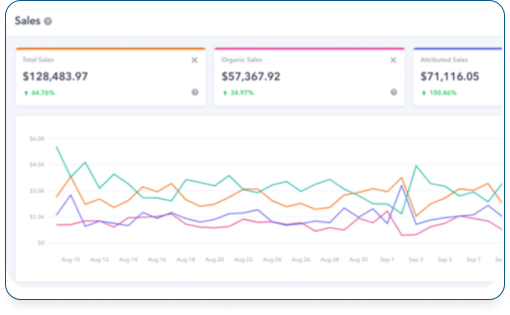 Sales
Total Sales
$128,483.97
64.76%
Organic Sales
$57,367.92
34.97%
Attributed Sales
$71,116.05
100.46%
$6.0K
$4.5K
$3.0K
$1.5K
$0
Aug 10 Aug 12 Aug 14 Aug 16 Aug 18 Aug 20 Aug 22 Aug 24 Aug 26 Aug 28 Aug 30 Sep 1 Sep 3 Sep 5 Sep 7